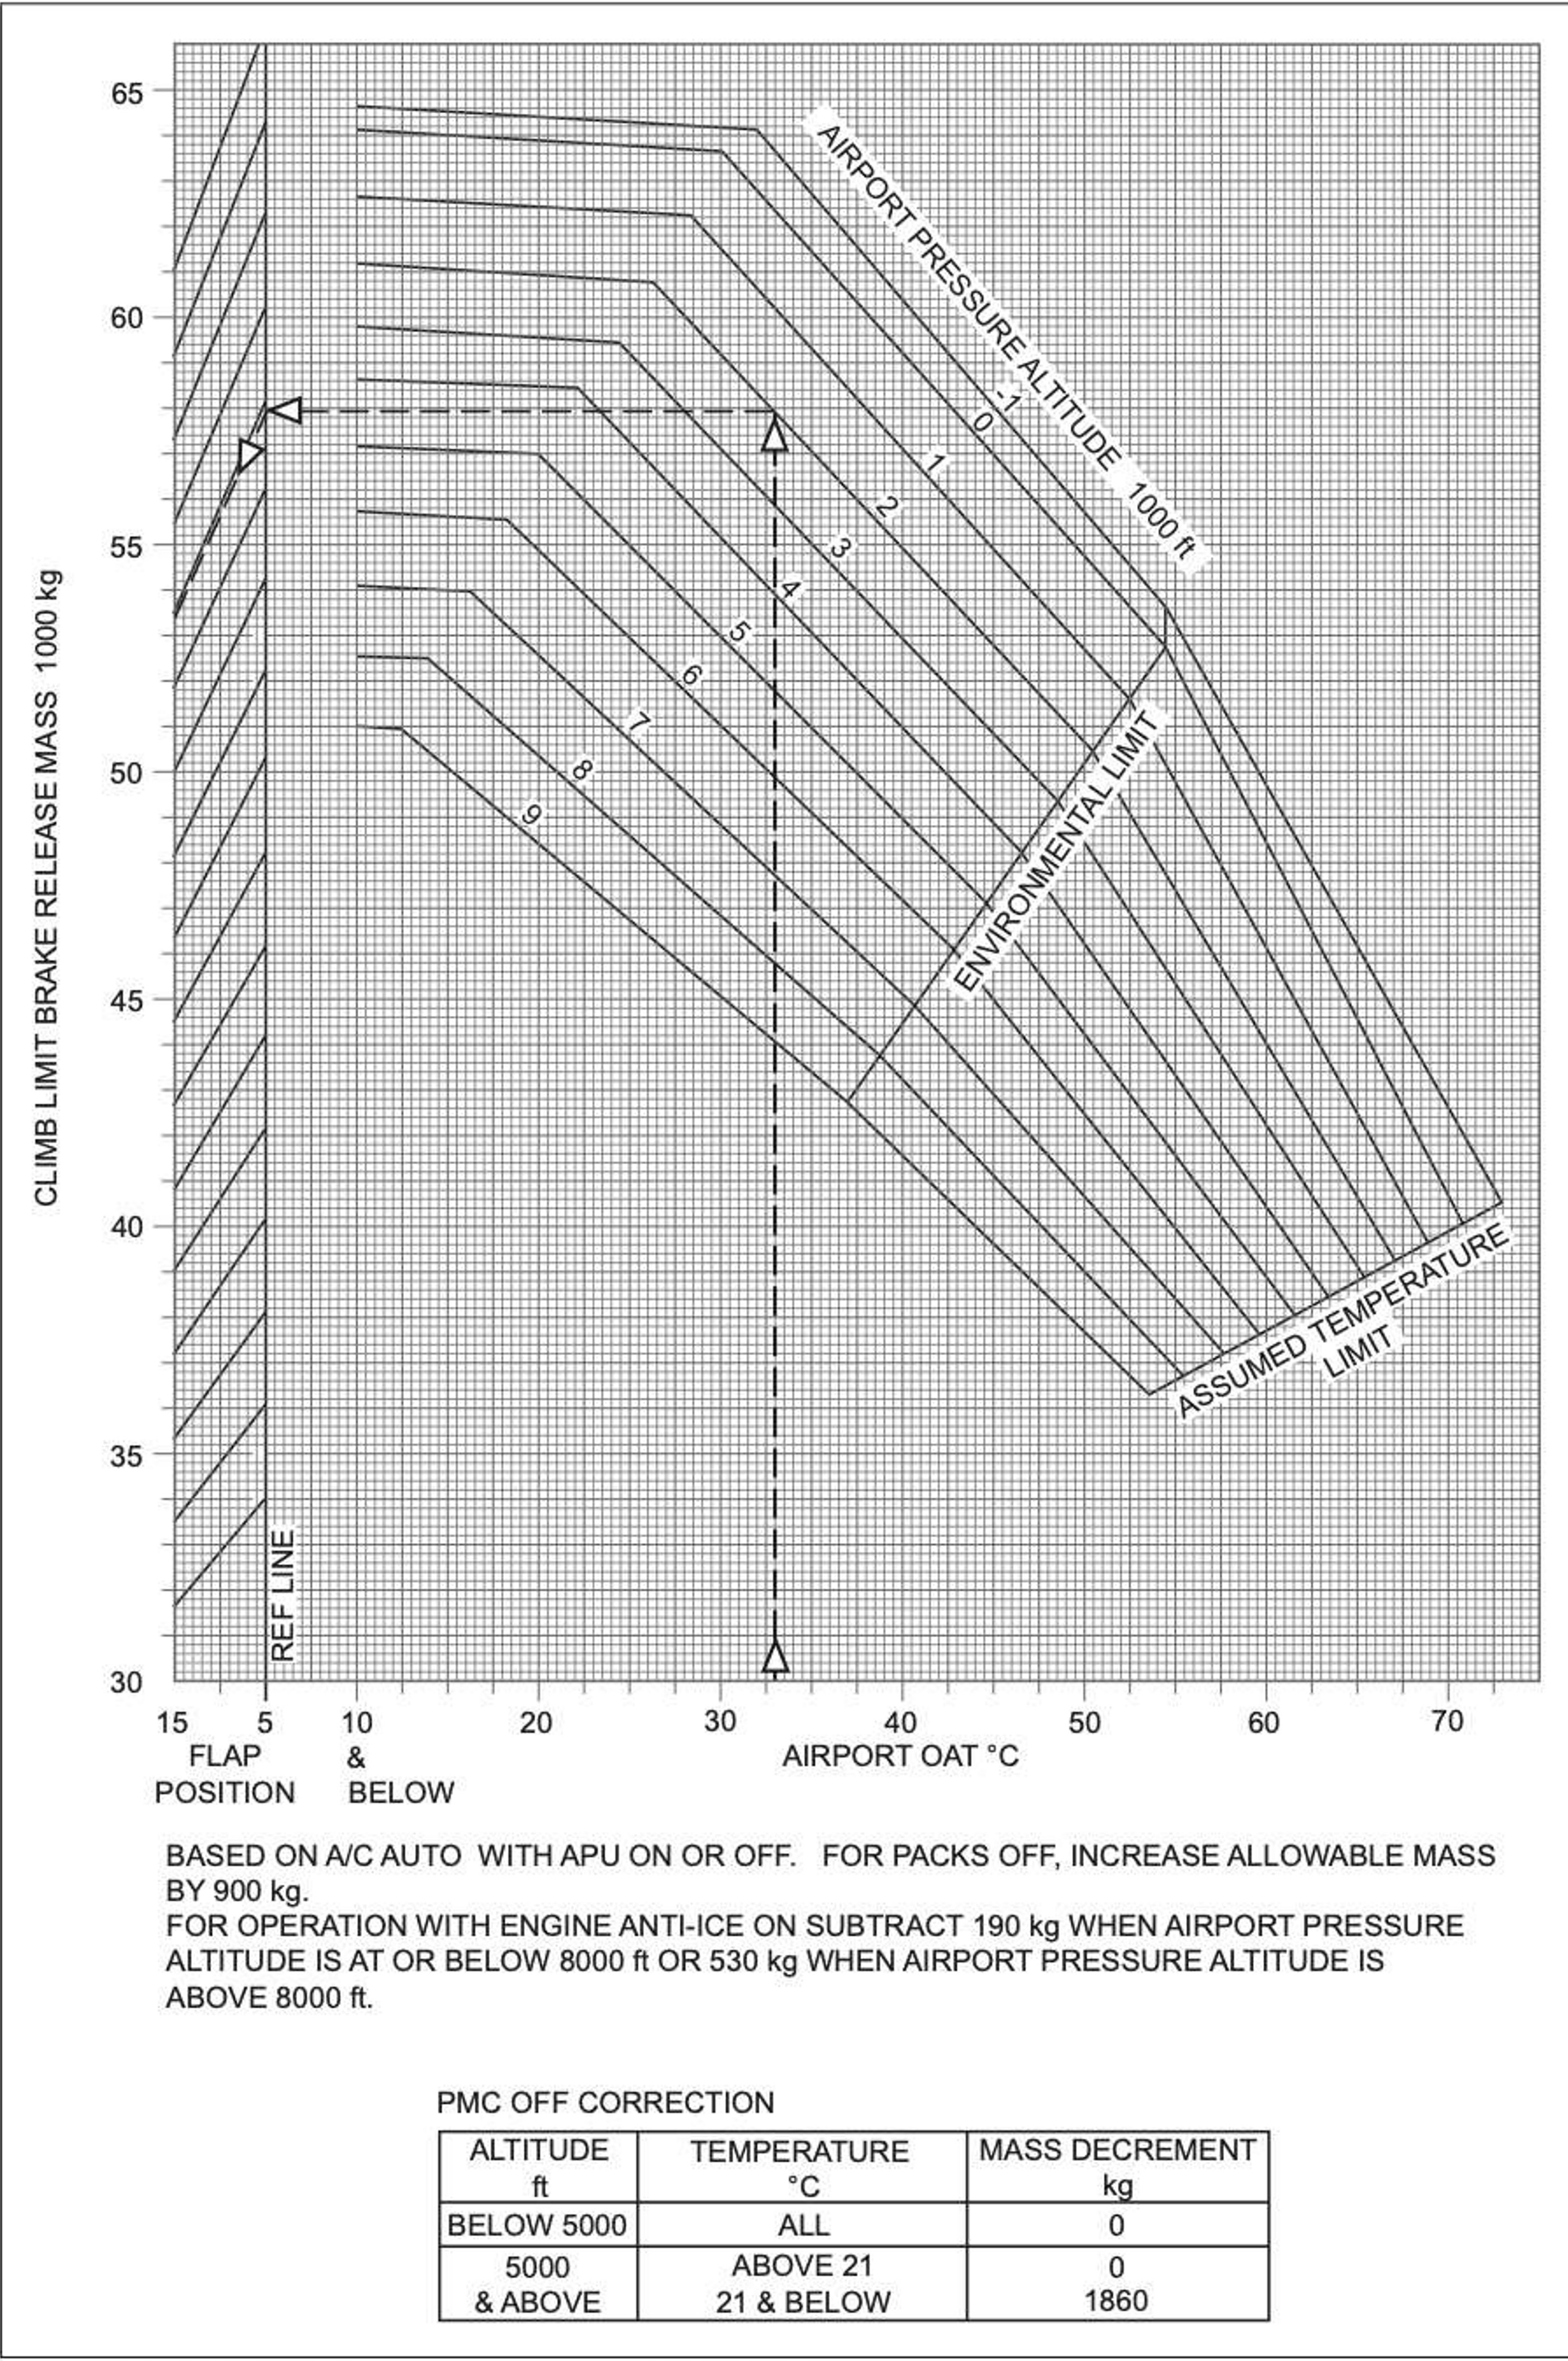 65
60
55
50
45
40
35
30
CLIMB LIMIT BRAKE RELEASE MASS 1000 kg
AIRPORT PRESSURE ALTITUDE 1000 ft
-1
0
1
2
3
4
5
6
7
8
9
ENVIRONMENTAL LIMIT
ASSUMED TEMPERATURE
LIMIT
REF LINE
15 5 10 20 30 40 50 60 70
FLAP & AIRPORT OAT °C
POSITION BELOW
BASED ON A/C AUTO WITH APU ON OR OFF. FOR PACKS OFF, INCREASE ALLOWABLE MASS
BY 900 kg.
FOR OPERATION WITH ENGINE ANTI-ICE ON SUBTRACT 190 kg WHEN AIRPORT PRESSURE
ALTITUDE IS AT OR BELOW 8000 ft OR 530 kg WHEN AIRPORT PRESSURE ALTITUDE IS
ABOVE 8000 ft.
PMC OFF CORRECTION
ALTITUDE TEMPERATURE MASS DECREMENT
ft °C kg
BELOW 5000 ALL 0
5000 ABOVE 21 0
& ABOVE 21 & BELOW 1860